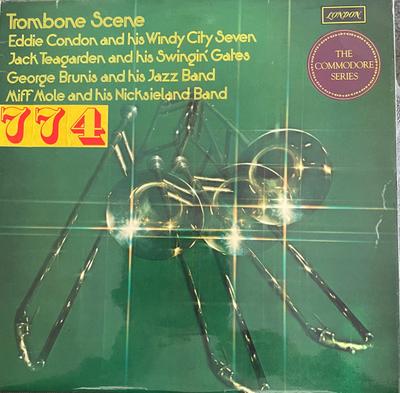 Trombone Scene
Eddie Condon and his Windy City Seven
Jack Teagarden and his Swingin' Gates
George Brunis and his Jazz Band
Miff Mole and his Nicksieland Band
774
LONDON
THE
COMMODORE
SERIES